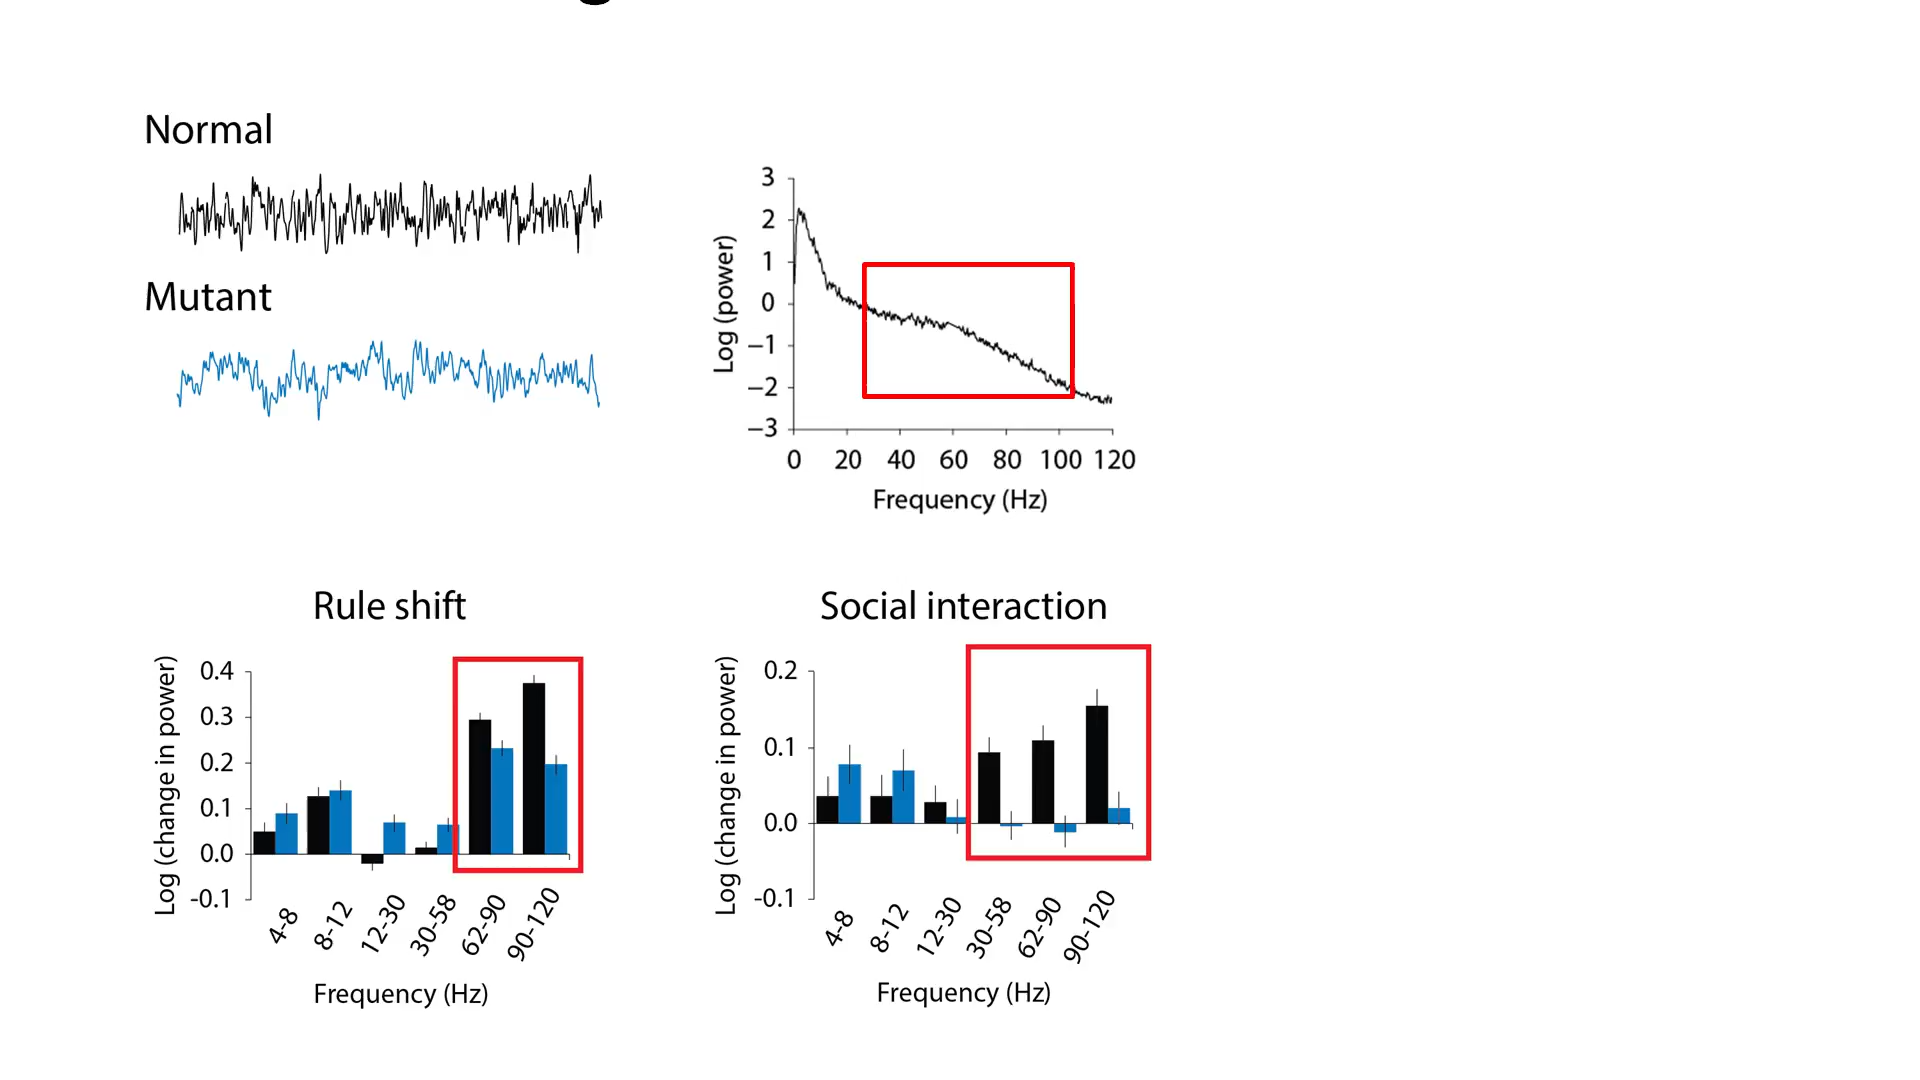 Normal
Mutant
Log (power)
3
2
1
0
−1
−2
−3
0 20 40 60 80 100 120
Frequency (Hz)
Rule shift
Log (change in power)
0.4
0.3
0.2
0.1
0.0
-0.1
4-8 8-12 12-30 30-58 62-90 90-120
Frequency (Hz)
Social interaction
Log (change in power)
0.2
0.1
0.0
-0.1
4-8 8-12 12-30 30-58 62-90 90-120
Frequency (Hz)